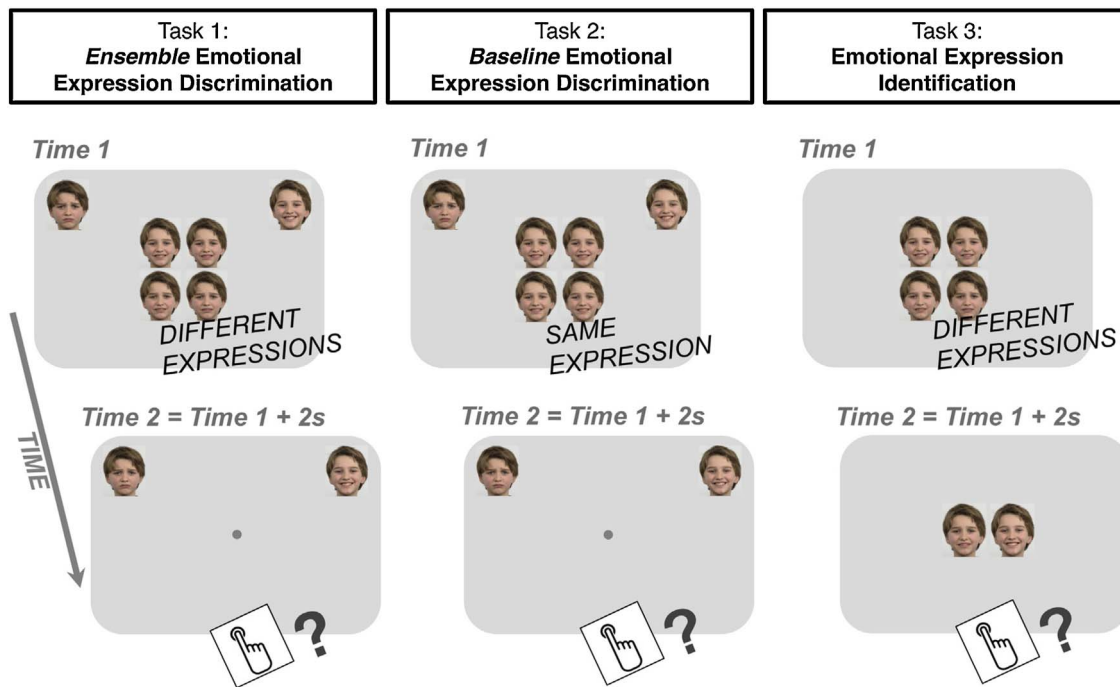 Task 1:
Ensemble Emotional
Expression Discrimination
Task 2:
Baseline Emotional
Expression Discrimination
Task 3:
Emotional Expression
Identification
Time 1
DIFFERENT
EXPRESSIONS
Time 1
SAME
EXPRESSION
Time 1
DIFFERENT
EXPRESSIONS
TIME
Time 2 = Time 1 + 2s
?
Time 2 = Time 1 + 2s
?
Time 2 = Time 1 + 2s
?